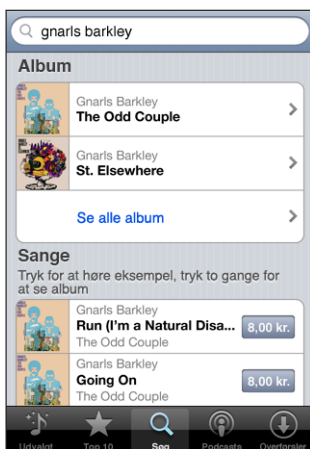 gnarls barkley
Album
Gnarls Barkley
The Odd Couple
Gnarls Barkley
St. Elsewhere
Se alle album
Sange
Tryk for at høre eksempel, tryk to gange for
at se album
Gnarls Barkley
Run (I'm a Natural Disa... 8,00 kr.
The Odd Couple
Gnarls Barkley
Going On 8,00 kr.
The Odd Couple
Udvalgt Top 10 Søg Podcasts Overførsler